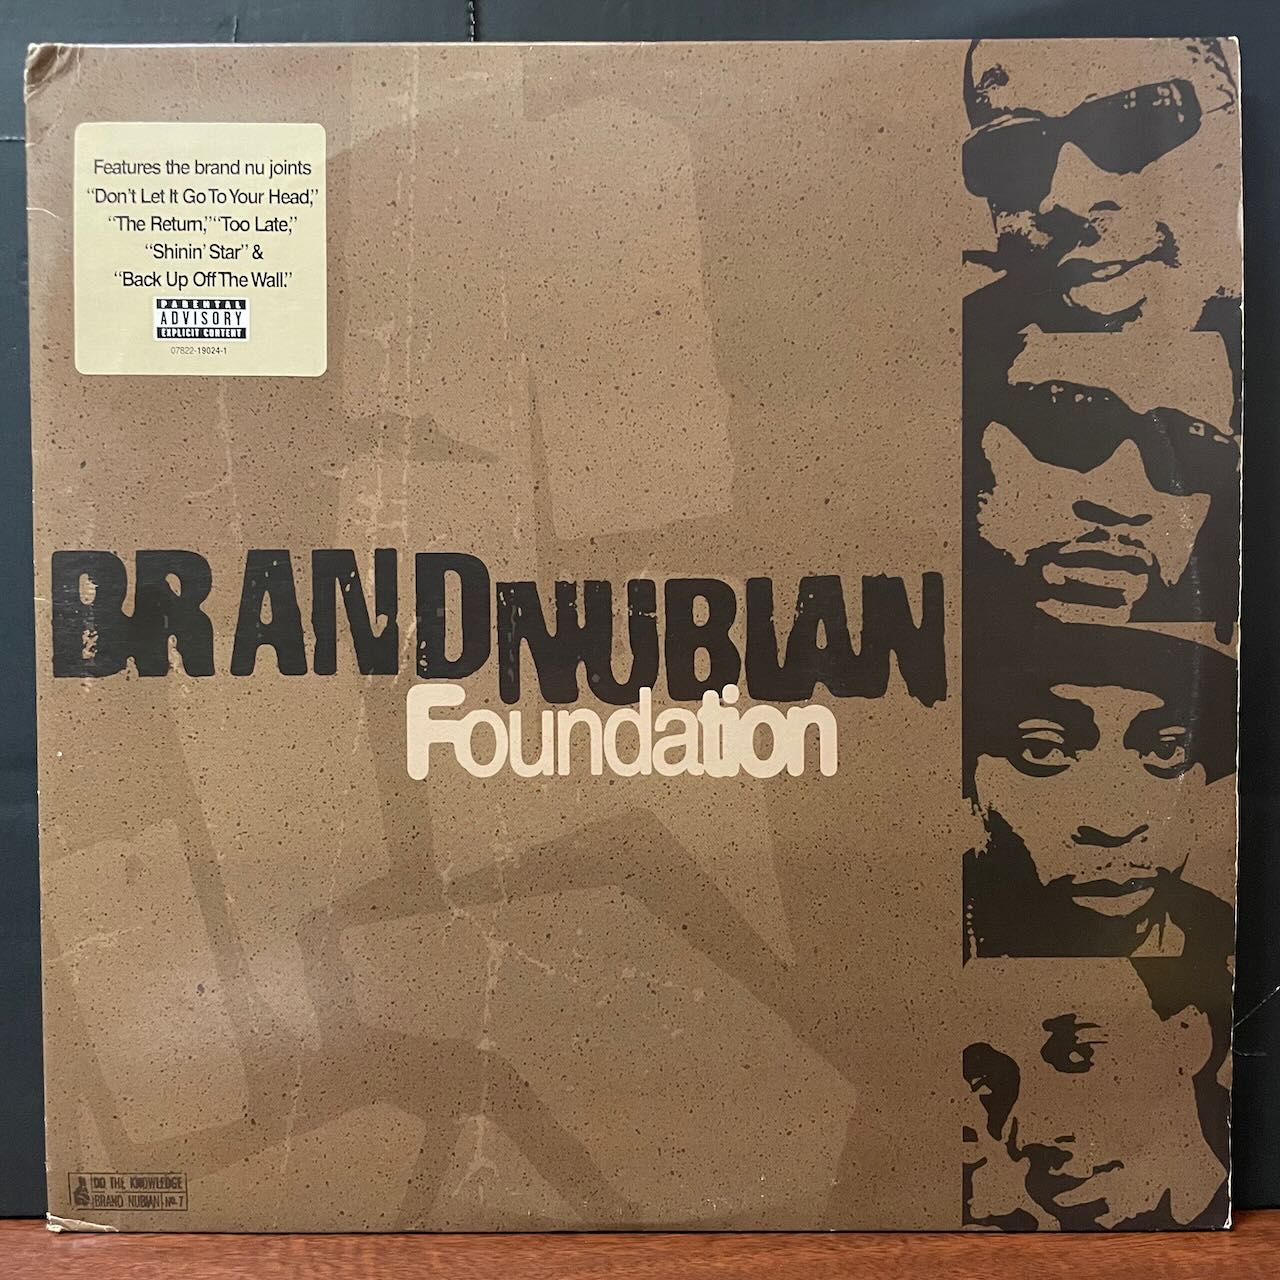 Features the brand nu joints
“Don't Let It Go To Your Head,”
“The Return,” “Too Late,”
“Shinin' Star” &
“Back Up Off The Wall.”
PARENTAL
ADVISORY
EXPLICIT CONTENT
07822-19024-1
BRAND NUBIAN
Foundation
DO THE KNOWLEDGE
BRAND NUBIAN No. 7